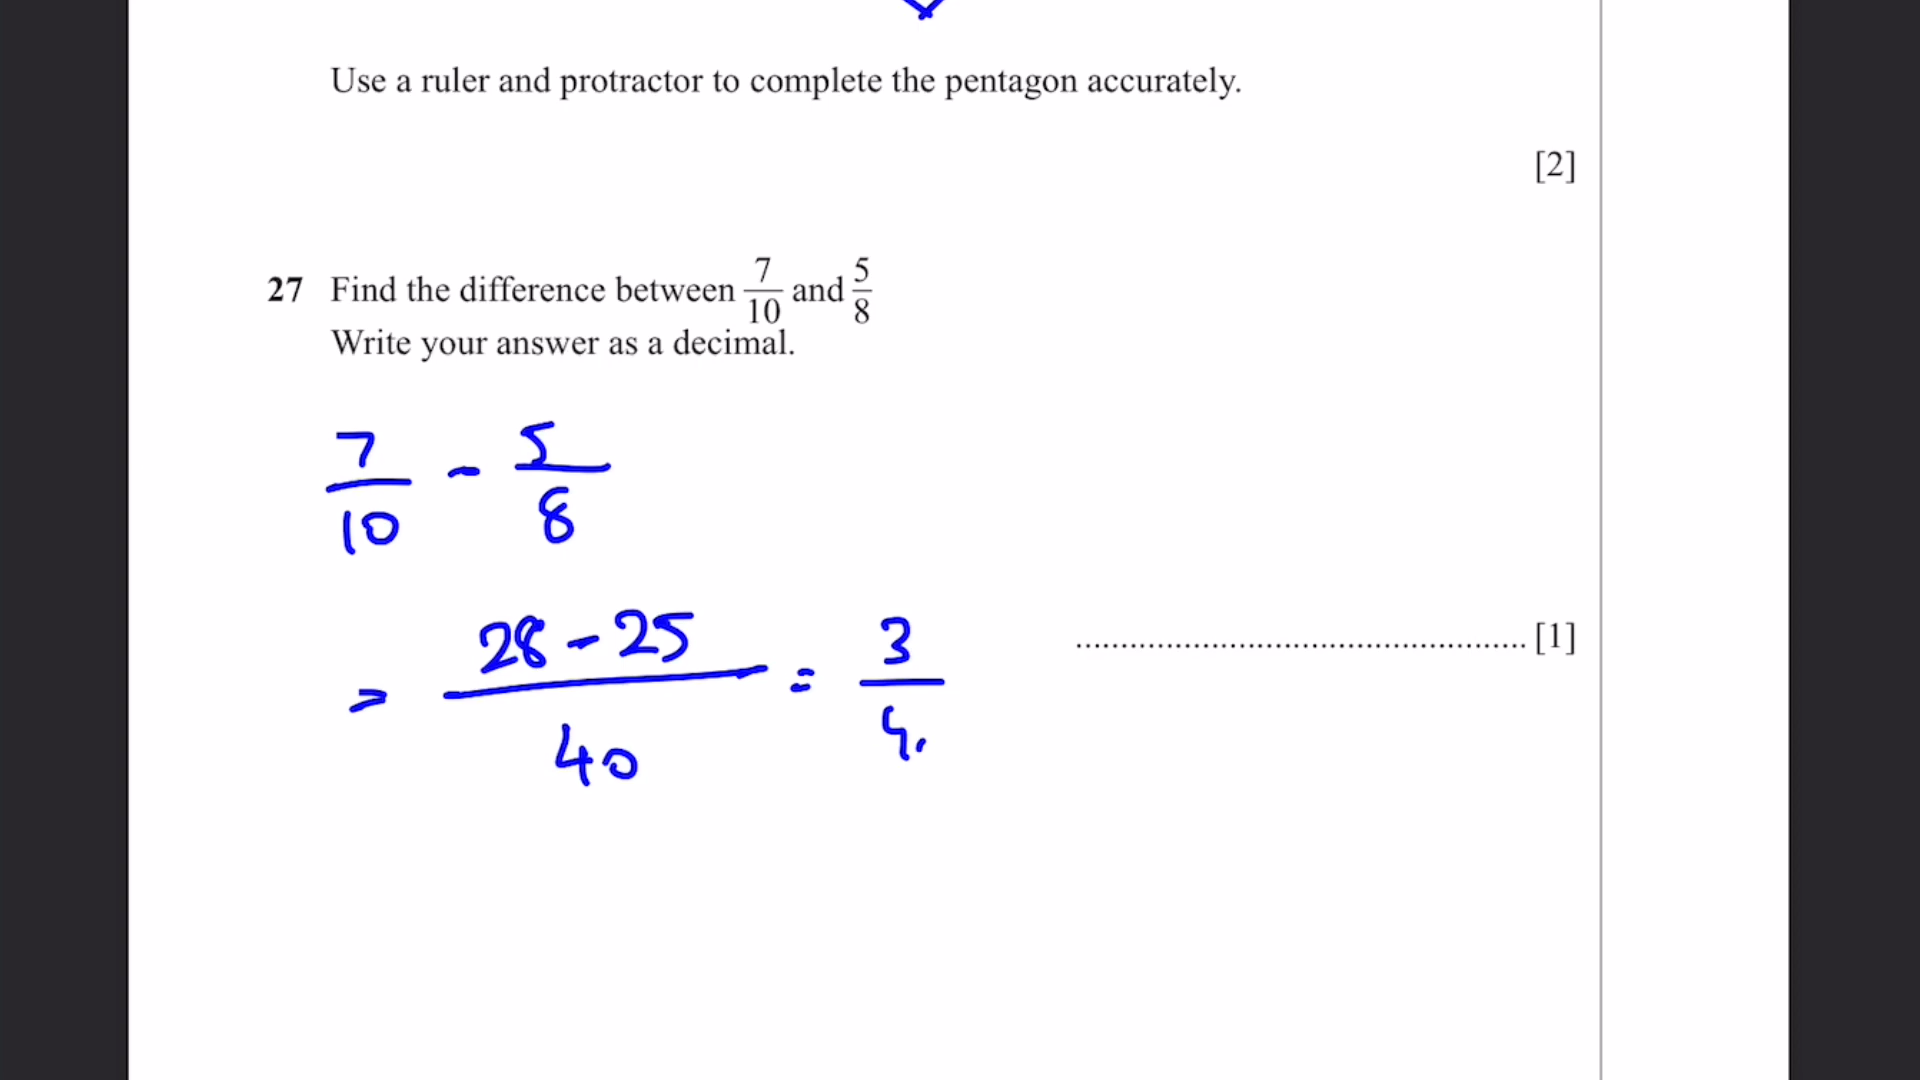 Use a ruler and protractor to complete the pentagon accurately.
[2]
27 Find the difference between 7/10 and 5/8
Write your answer as a decimal.
7/10 - 5/8
= 28-25/40 = 3/4
[1]